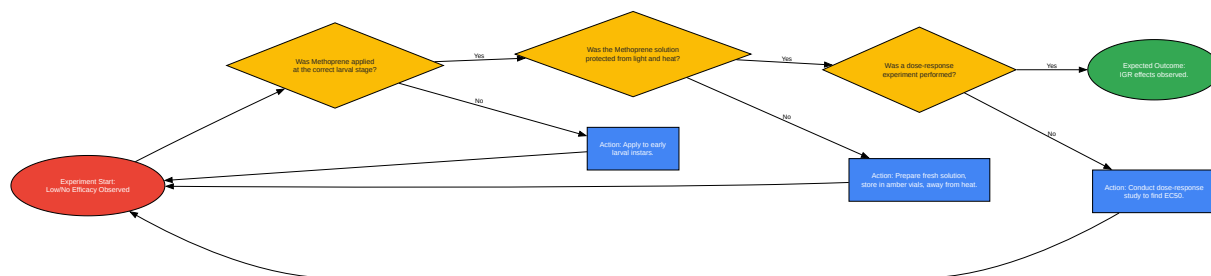 Was Methoprene applied
at the correct larval stage?
Yes
Was the Methoprene solution
protected from light and heat?
Yes
Was a dose-response
experiment performed?
Yes
Expected Outcome:
IGR effects observed.
No
Action: Apply to early
larval instars.
No
Action: Prepare fresh solution,
store in amber vials, away from heat.
No
Action: Conduct dose-response
study to find EC50.
Experiment Start:
Low/No Efficacy Observed